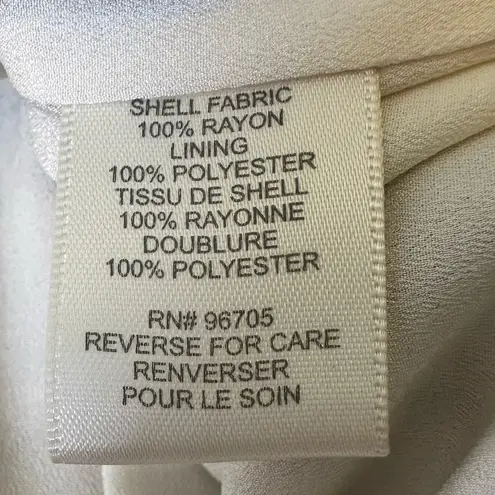 SHELL FABRIC
100% RAYON
LINING
100% POLYESTER
TISSU DE SHELL
100% RAYONNE
DOUBLURE
100% POLYESTER
RN# 96705
REVERSE FOR CARE
RENVERSER
POUR LE SOIN